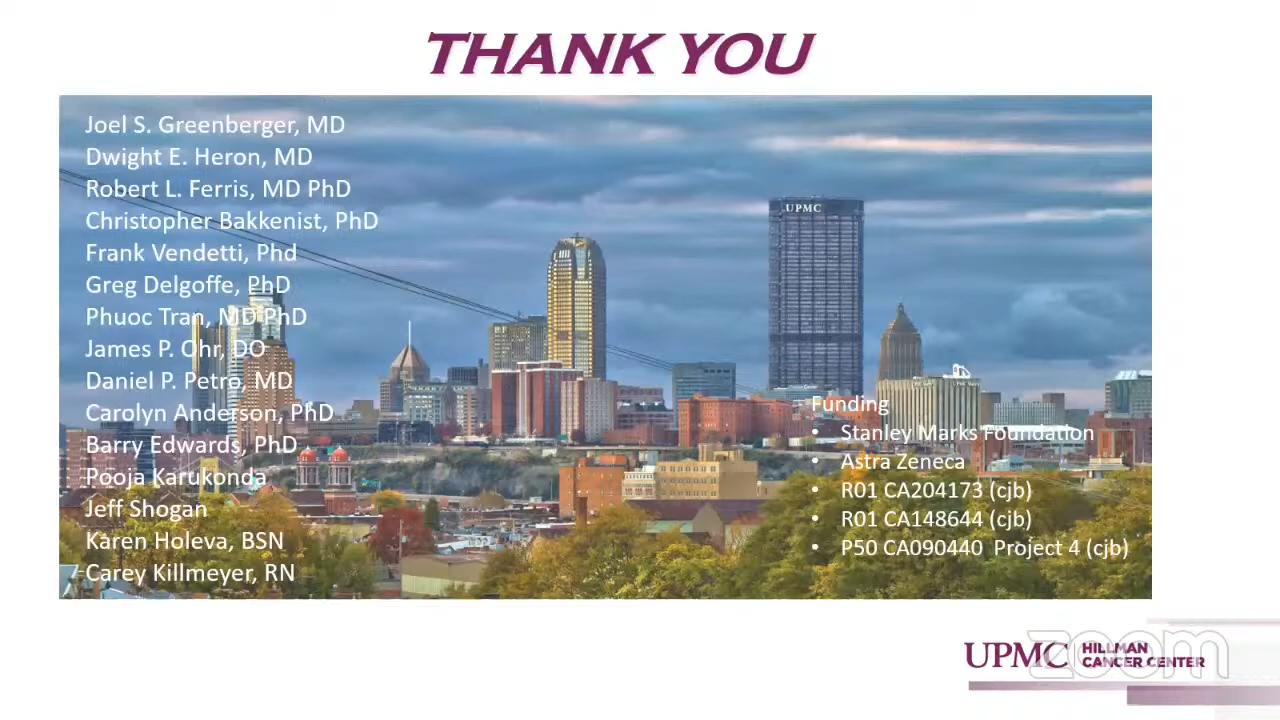 THANK YOU
Joel S. Greenberger, MD
Dwight E. Heron, MD
Robert L. Ferris, MD PhD
Christopher Bakkenist, PhD
Frank Vendetti, Phd
Greg Delgoffe, PhD
Phuoc Tran, MD PhD
James P. Ohr, DO
Daniel P. Petro, MD
Carolyn Anderson, PhD
Barry Edwards, PhD
Pooja Karukonda
Jeff Shogan
Karen Holeva, BSN
Carey Killmeyer, RN
UPMC
Funding
• Stanley Marks Foundation
• Astra Zeneca
• R01 CA204173 (cjb)
• R01 CA148644 (cjb)
• P50 CA090440 Project 4 (cjb)
UPMC HILLMAN
CANCER CENTER
zoom